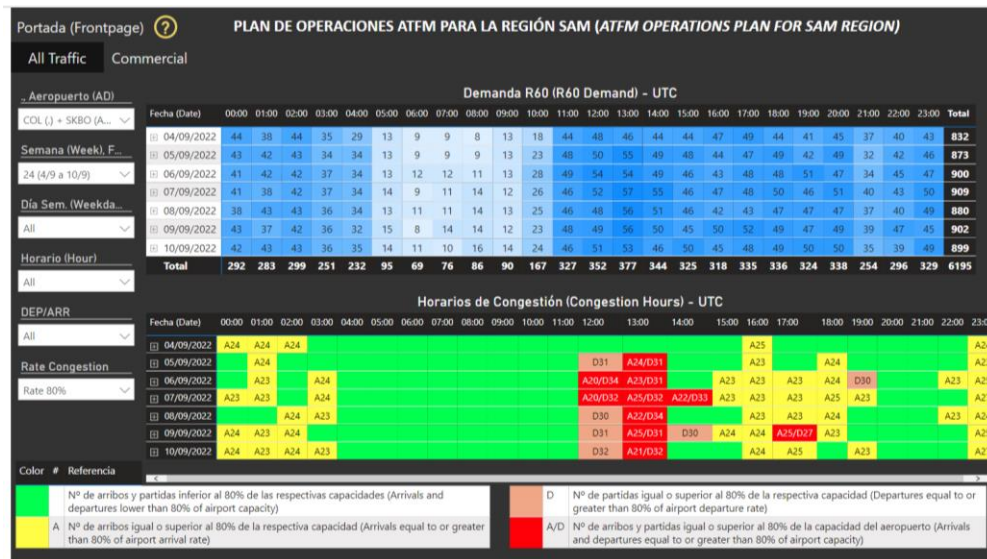 Portada (Frontpage) ?
PLAN DE OPERACIONES ATFM PARA LA REGIÓN SAM (ATFM OPERATIONS PLAN FOR SAM REGION)
All Traffic Commercial
., Aeropuerto (AD)
COL (.) + SKBO (A...
Semana (Week), F...
24 (4/9 a 10/9)
Día Sem. (Weekda...
All
Horario (Hour)
All
DEP/ARR
All
Rate Congestion
Rate 80%
Demanda R60 (R60 Demand) - UTC
Fecha (Date) 00:00 01:00 02:00 03:00 04:00 05:00 06:00 07:00 08:00 09:00 10:00 11:00 12:00 13:00 14:00 15:00 16:00 17:00 18:00 19:00 20:00 21:00 22:00 23:00 Total
04/09/2022 44 38 44 35 29 13 9 9 8 13 18 44 48 46 44 44 47 49 44 41 45 37 40 43 832
05/09/2022 43 42 43 34 34 13 9 9 9 13 23 48 50 55 49 48 44 47 49 42 49 32 42 46 873
06/09/2022 41 42 42 37 34 13 12 12 11 13 28 49 54 54 49 46 43 48 48 51 47 34 45 47 900
07/09/2022 41 38 42 37 34 14 9 11 14 12 26 46 52 57 55 46 47 48 50 46 51 40 43 50 909
08/09/2022 38 43 43 36 34 13 11 11 14 13 25 46 48 56 51 46 42 43 47 47 47 37 40 49 880
09/09/2022 43 37 42 36 32 15 8 14 14 12 23 48 49 56 50 45 50 52 49 47 49 39 47 45 902
10/09/2022 42 43 43 36 35 14 11 10 16 14 24 46 51 53 46 50 45 48 49 50 50 35 39 49 899
Total 292 283 299 251 232 95 69 76 86 90 167 327 352 377 344 325 318 335 336 324 338 254 296 329 6195
Horarios de Congestión (Congestion Hours) - UTC
Fecha (Date) 00:00 01:00 02:00 03:00 04:00 05:00 06:00 07:00 08:00 09:00 10:00 11:00 12:00 13:00 14:00 15:00 16:00 17:00 18:00 19:00 20:00 21:00 22:00 23:0
04/09/2022 A24 A24 A24 A25 A2
05/09/2022 A24 D31 A24/D31 A23 A24 A2
06/09/2022 A23 A24 A20/D34 A23/D31 A23 A23 A23 A24 D30 A23 A2
07/09/2022 A23 A23 A24 A20/D32 A25/D32 A22/D33 A23 A23 A23 A25 A23 A2
08/09/2022 A24 A23 D30 A22/D34 A23 A23 A24 A23 A2
09/09/2022 A24 A23 A24 D31 A25/D31 D30 A24 A24 A25/D27 A23 A2
10/09/2022 A24 A23 A24 A23 D32 A21/D32 A24 A25 A23 A2
Color # Referencia
Nº de arribos y partidas inferior al 80% de las respectivas capacidades (Arrivals and
departures lower than 80% of airport capacity)
A Nº de arribos igual o superior al 80% de la respectiva capacidad (Arrivals equal to or greater
than 80% of airport arrival rate)
D Nº de partidas igual o superior al 80% de la respectiva capacidad (Departures equal to or
greater than 80% of airport departure rate)
A/D Nº de arribos y partidas igual o superior al 80% de la capacidad del aeropuerto (Arrivals
and departures equal to or greater than 80% of airport capacity)